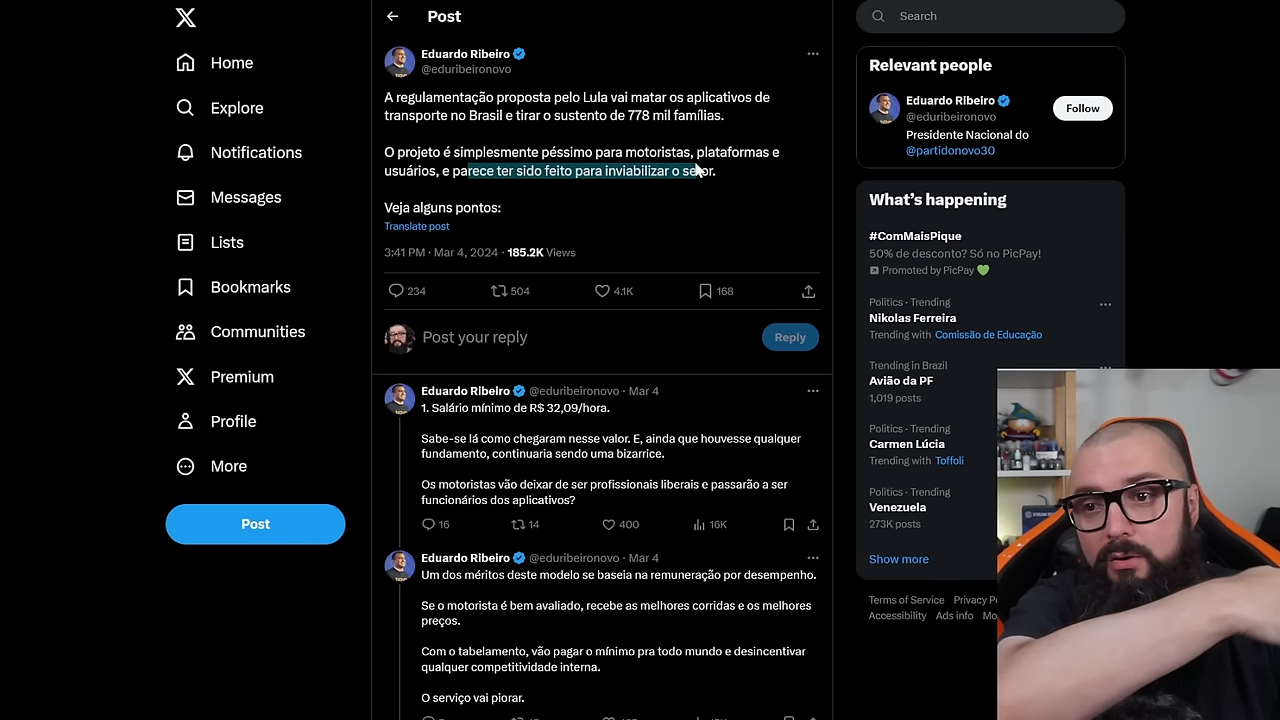 Home
Explore
Notifications
Messages
Lists
Bookmarks
Communities
Premium
Profile
More
Post
Post
Eduardo Ribeiro
@eduribeironovo
A regulamentação proposta pelo Lula vai matar os aplicativos de
transporte no Brasil e tirar o sustento de 778 mil famílias.
O projeto é simplesmente péssimo para motoristas, plataformas e
usuários, e parece ter sido feito para inviabilizar o setor.
Veja alguns pontos:
Translate post
3:41 PM · Mar 4, 2024 · 185.2K Views
234 504 4.1K 168
Post your reply
Reply
Eduardo Ribeiro @eduribeironovo · Mar 4
1. Salário mínimo de R$ 32,09/hora.
Sabe-se lá como chegaram nesse valor. E, ainda que houvesse qualquer
fundamento, continuaria sendo uma bizarrice.
Os motoristas vão deixar de ser profissionais liberais e passarão a ser
funcionários dos aplicativos?
16 14 400 16K
Eduardo Ribeiro @eduribeironovo · Mar 4
Um dos méritos deste modelo se baseia na remuneração por desempenho.
Se o motorista é bem avaliado, recebe as melhores corridas e os melhores
preços.
Com o tabelamento, vão pagar o mínimo pra todo mundo e desincentivar
qualquer competitividade interna.
O serviço vai piorar.
Search
Relevant people
Eduardo Ribeiro
@eduribeironovo
Follow
Presidente Nacional do
@partidonovo30
What's happening
#ComMaisPique
50% de desconto? Só no PicPay!
Promoted by PicPay
Politics · Trending
Nikolas Ferreira
Trending with Comissão de Educação
Trending in Brazil
Avião da PF
1,019 posts
Politics · Trending
Carmen Lúcia
Trending with Toffoli
Politics · Trending
Venezuela
273K posts
Show more
Terms of Service Privacy
Accessibility Ads info